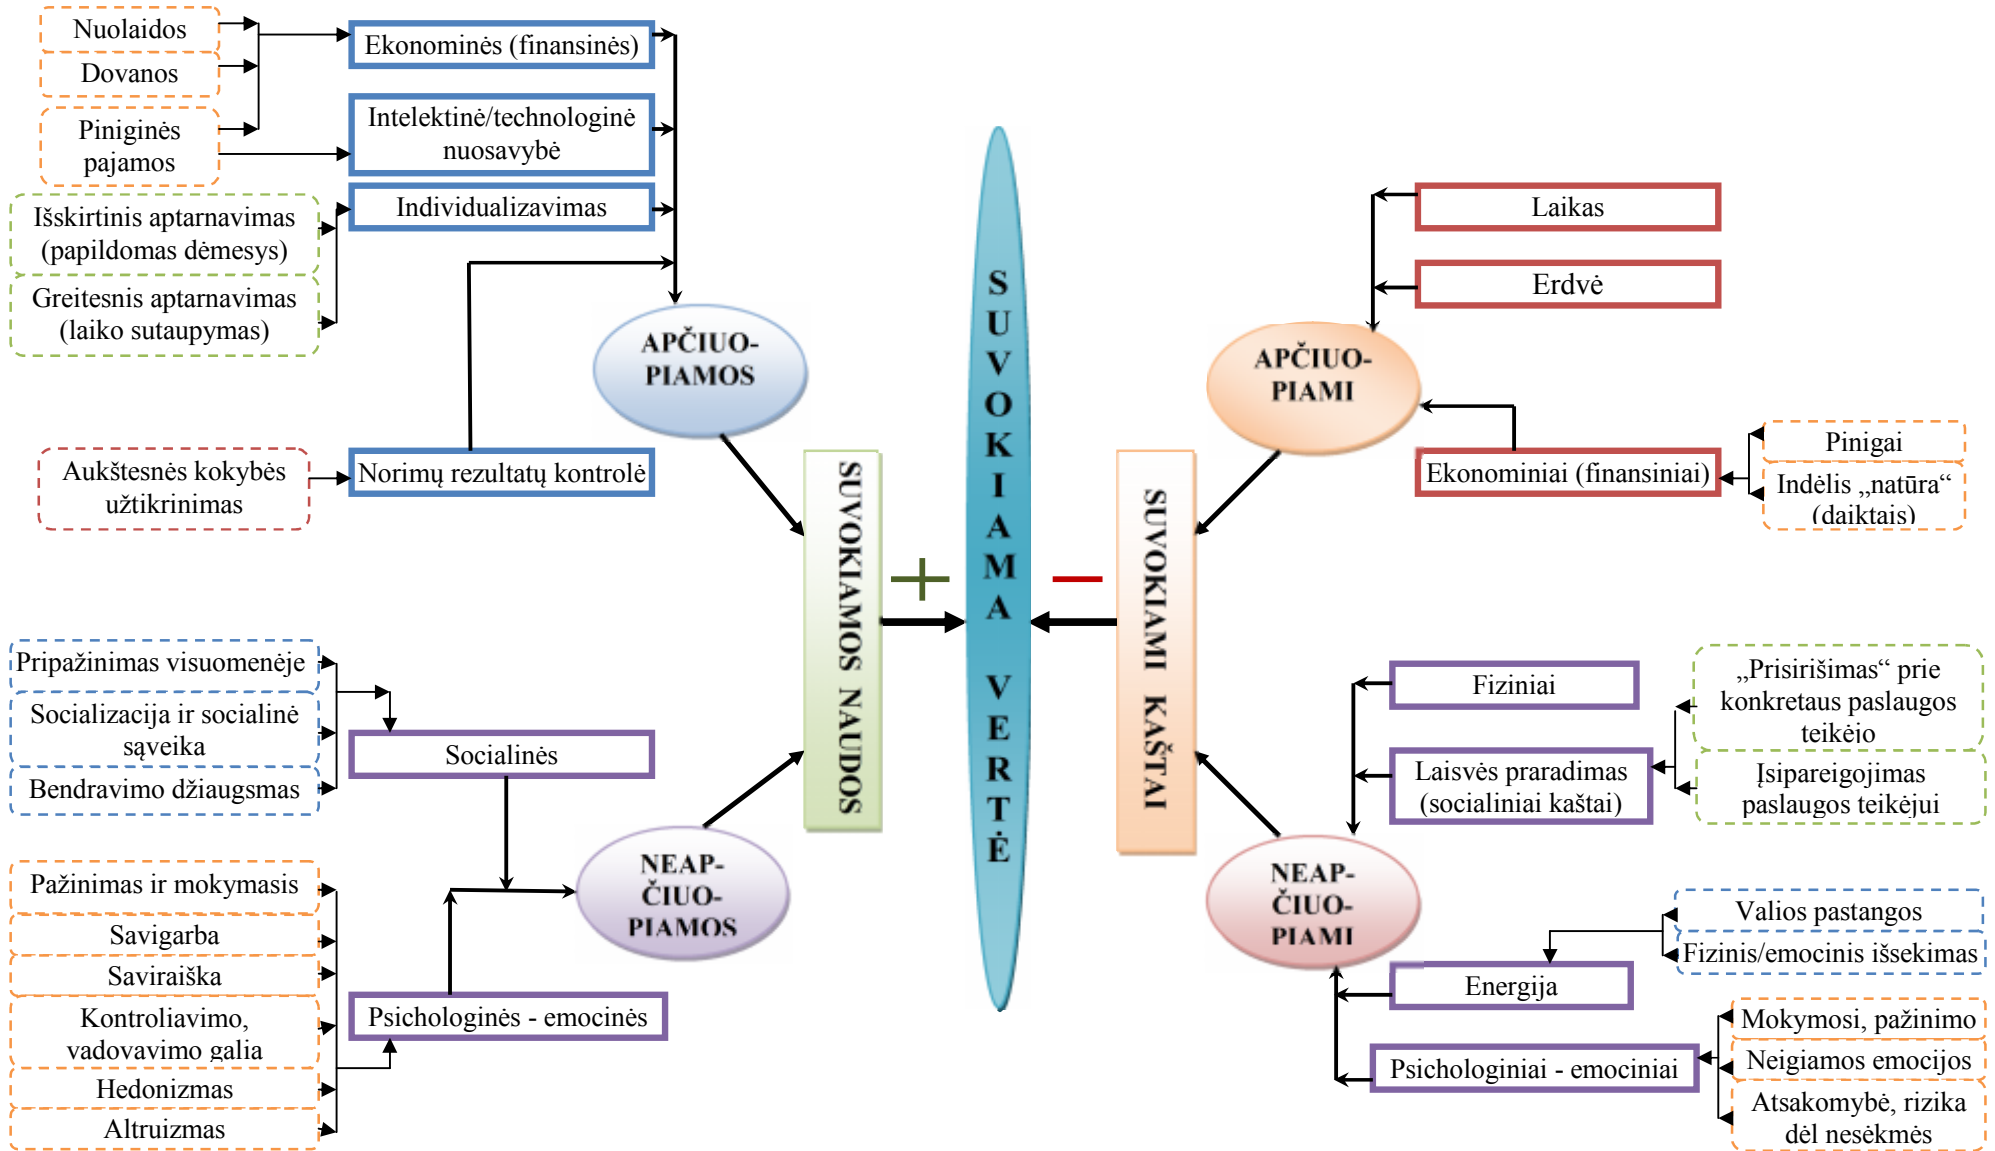 Nuolaidos
Dovanos
Piniginės
pajamos
Ekonominės (finansinės)
Intelektinė/technologinė
nuosavybė
Individualizavimas
Išskirtinis aptarnavimas
(papildomas dėmesys)
Greitesnis aptarnavimas
(laiko sutaupymas)
Aukštesnės kokybės
užtikrinimas
Norimų rezultatų kontrolė
APČIUO-
PIAMOS
Pripažinimas visuomenėje
Socializacija ir socialinė
sąveika
Bendravimo džiaugsmas
Socialinės
Pažinimas ir mokymasis
Savigarba
Saviraiška
Kontroliavimo,
vadovavimo galia
Hedonizmas
Altruizmas
Psichologinės - emocinės
NEAP-
ČIUO-
PIAMOS
SUVOKIAMOS NAUDOS
+
SUVOKIAMA VERTĖ
–
SUVOKIAMI KAŠTAI
APČIUO-
PIAMI
Laikas
Erdvė
Ekonominiai (finansiniai)
Pinigai
Indėlis „natūra“
(daiktais)
Fiziniai
Laisvės praradimas
(socialiniai kaštai)
„Prisirišimas“ prie
konkretaus paslaugos
teikėjo
Įsipareigojimas
paslaugos teikėjui
NEAP-
ČIUO-
PIAMI
Energija
Valios pastangos
Fizinis/emocinis išsekimas
Psichologiniai - emociniai
Mokymosi, pažinimo
Neigiamos emocijos
Atsakomybė, rizika
dėl nesėkmės